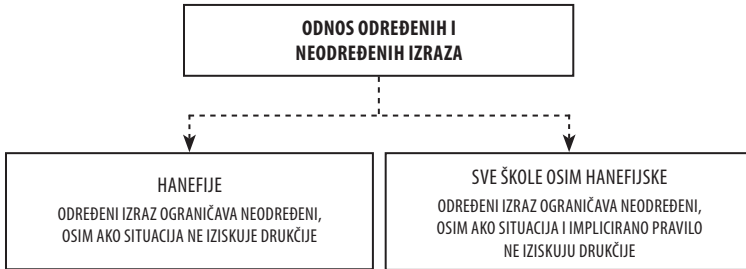 ODNOS ODREĐENIH I
NEODREĐENIH IZRAZA
HANEFIJE
ODREĐENI IZRAZ OGRANIČAVA NEODREĐENI,
OSIM AKO SITUACIJA NE IZISKUJE DRUKČIJE
SVE ŠKOLE OSIM HANEFIJSKE
ODREĐENI IZRAZ OGRANIČAVA NEODREĐENI,
OSIM AKO SITUACIJA I IMPLICIRANO PRAVILO
NE IZISKUJU DRUKČIJE